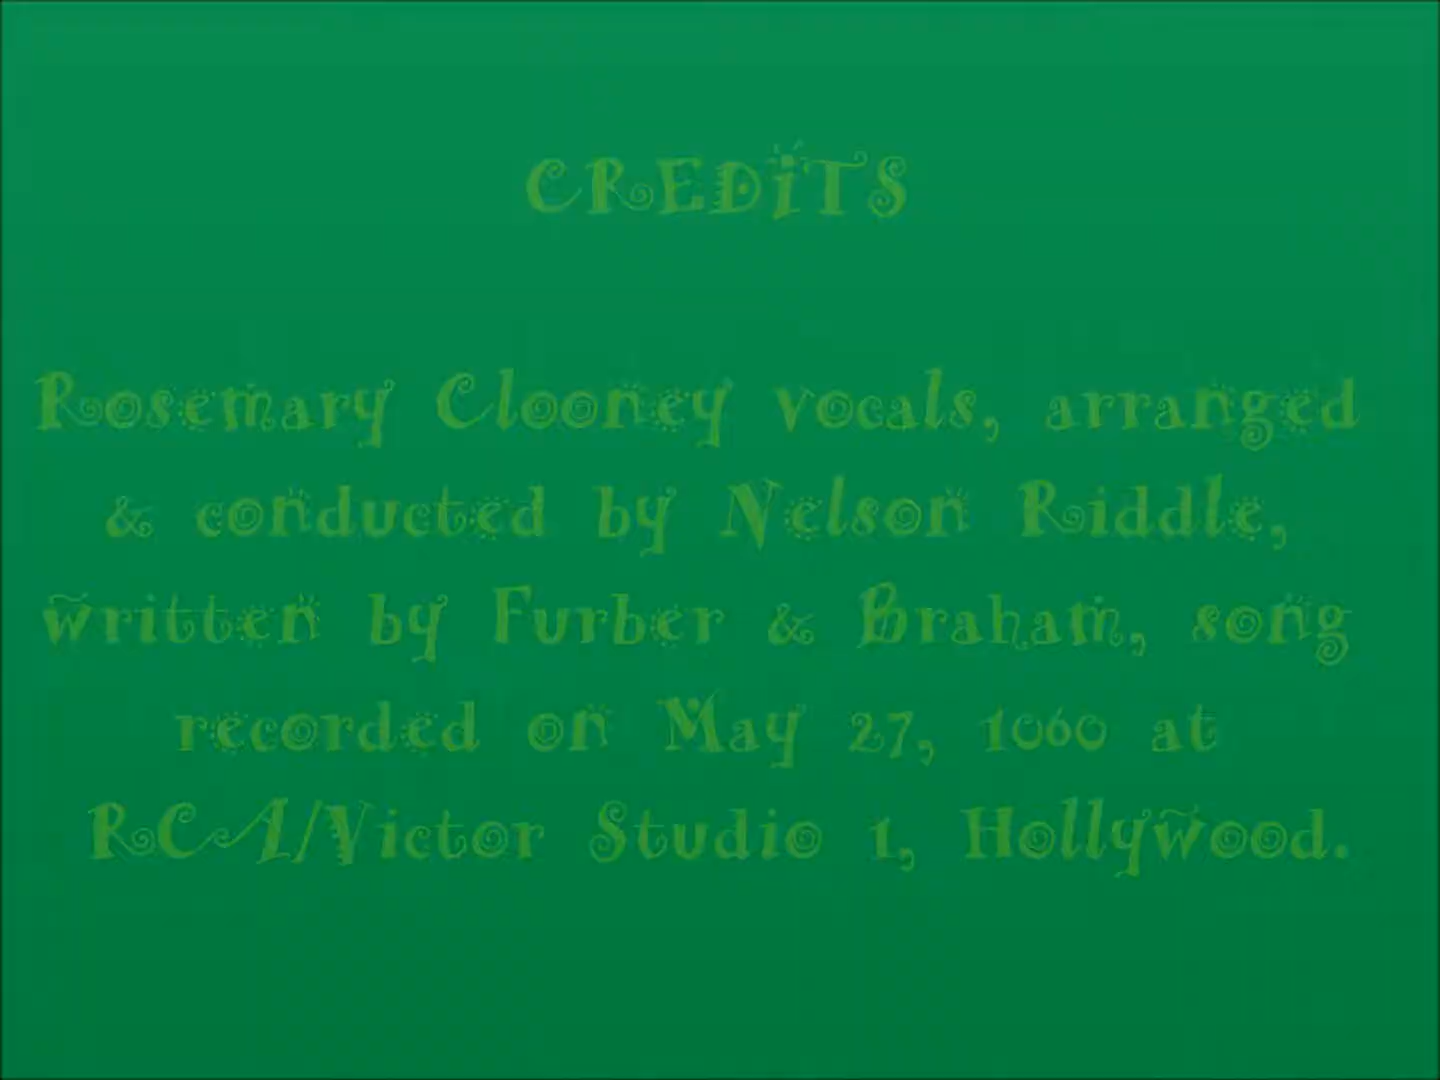 CREDITS
Rosemary Clooney vocals, arranged
& conducted by Nelson Riddle,
written by Furber & Braham, song
recorded on May 27, 1060 at
RCA/Victor Studio 1, Hollywood.